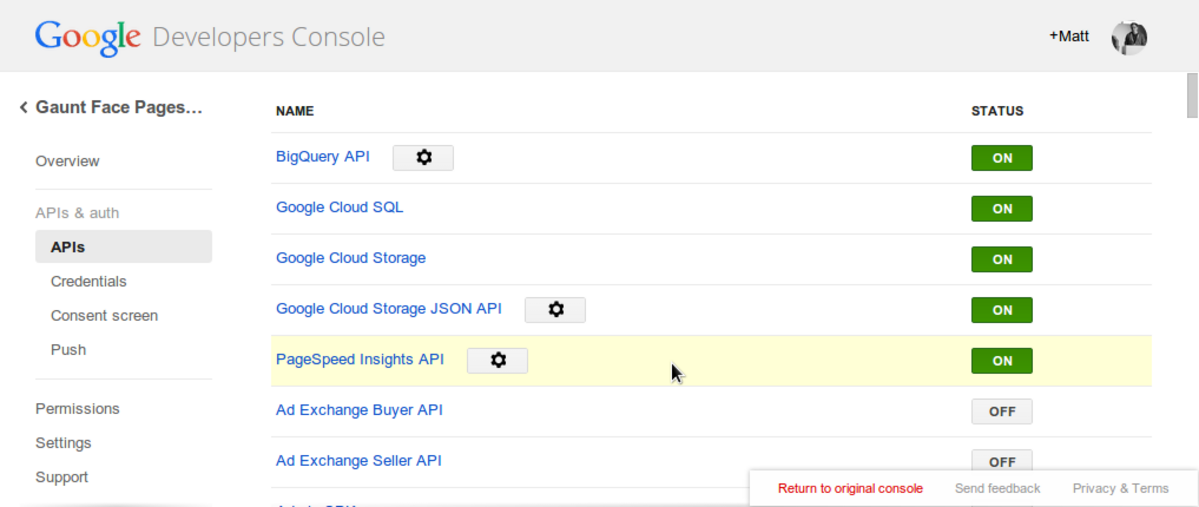 Google Developers Console
+Matt
Gaunt Face Pages...
Overview
APIs & auth
APIs
Credentials
Consent screen
Push
Permissions
Settings
Support
NAME STATUS
BigQuery API ON
Google Cloud SQL ON
Google Cloud Storage ON
Google Cloud Storage JSON API ON
PageSpeed Insights API ON
Ad Exchange Buyer API OFF
Ad Exchange Seller API OFF
Return to original console Send feedback Privacy & Terms